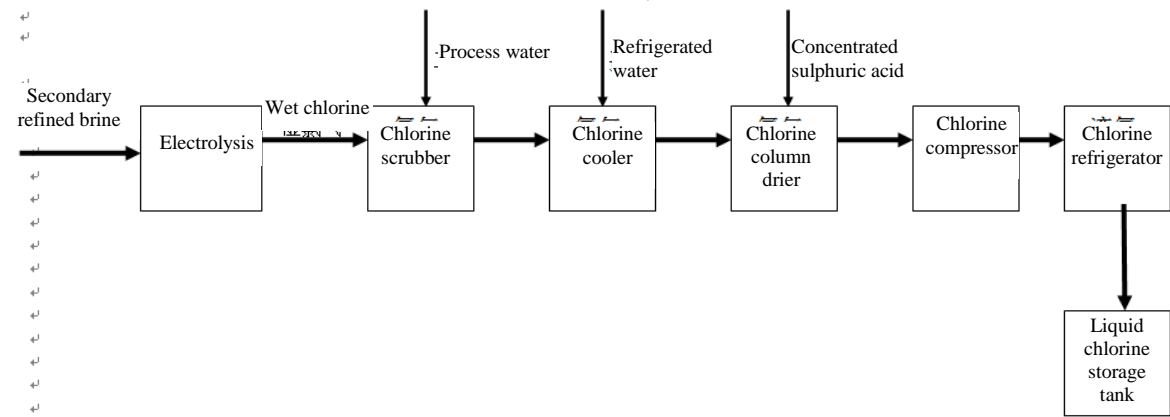 Process water
Refrigerated
water
Concentrated
sulphuric acid
Secondary
refined brine
Wet chlorine
Electrolysis
Chlorine
scrubber
Chlorine
cooler
Chlorine
column
drier
Chlorine
compressor
Chlorine
refrigerator
Liquid
chlorine
storage
tank